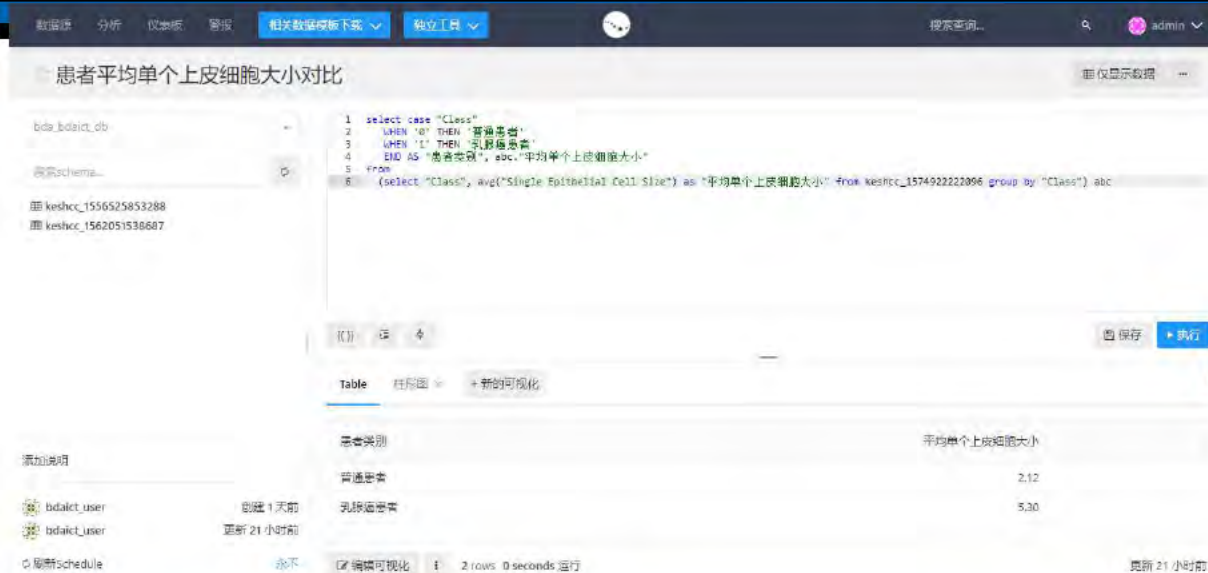 数据源 分析 仪表板 警报 相关数据模板下载 独立工具 搜索查询... admin
患者平均单个上皮细胞大小对比 仅显示数据 ...
bda_bdaict_db
搜索schema...
keshcc_1556525853288
keshcc_1562051538687
1 select case "Class"
2 WHEN '0' THEN '普通患者'
3 WHEN '1' THEN '乳腺癌患者'
4 END AS "患者类别", abc."平均单个上皮细胞大小"
5 from
6 (select "Class", avg("Single Epithelial Cell Size") as "平均单个上皮细胞大小" from keshcc_1574922222096 group by "Class") abc
保存 执行
Table 柱形图 + 新的可视化
患者类别 平均单个上皮细胞大小
普通患者 2.12
乳腺癌患者 5.30
添加说明
bdaict_user 创建 1 天前
bdaict_user 更新 21 小时前
刷新Schedule 永不
编辑可视化 2 rows 0 seconds 运行 更新 21 小时前